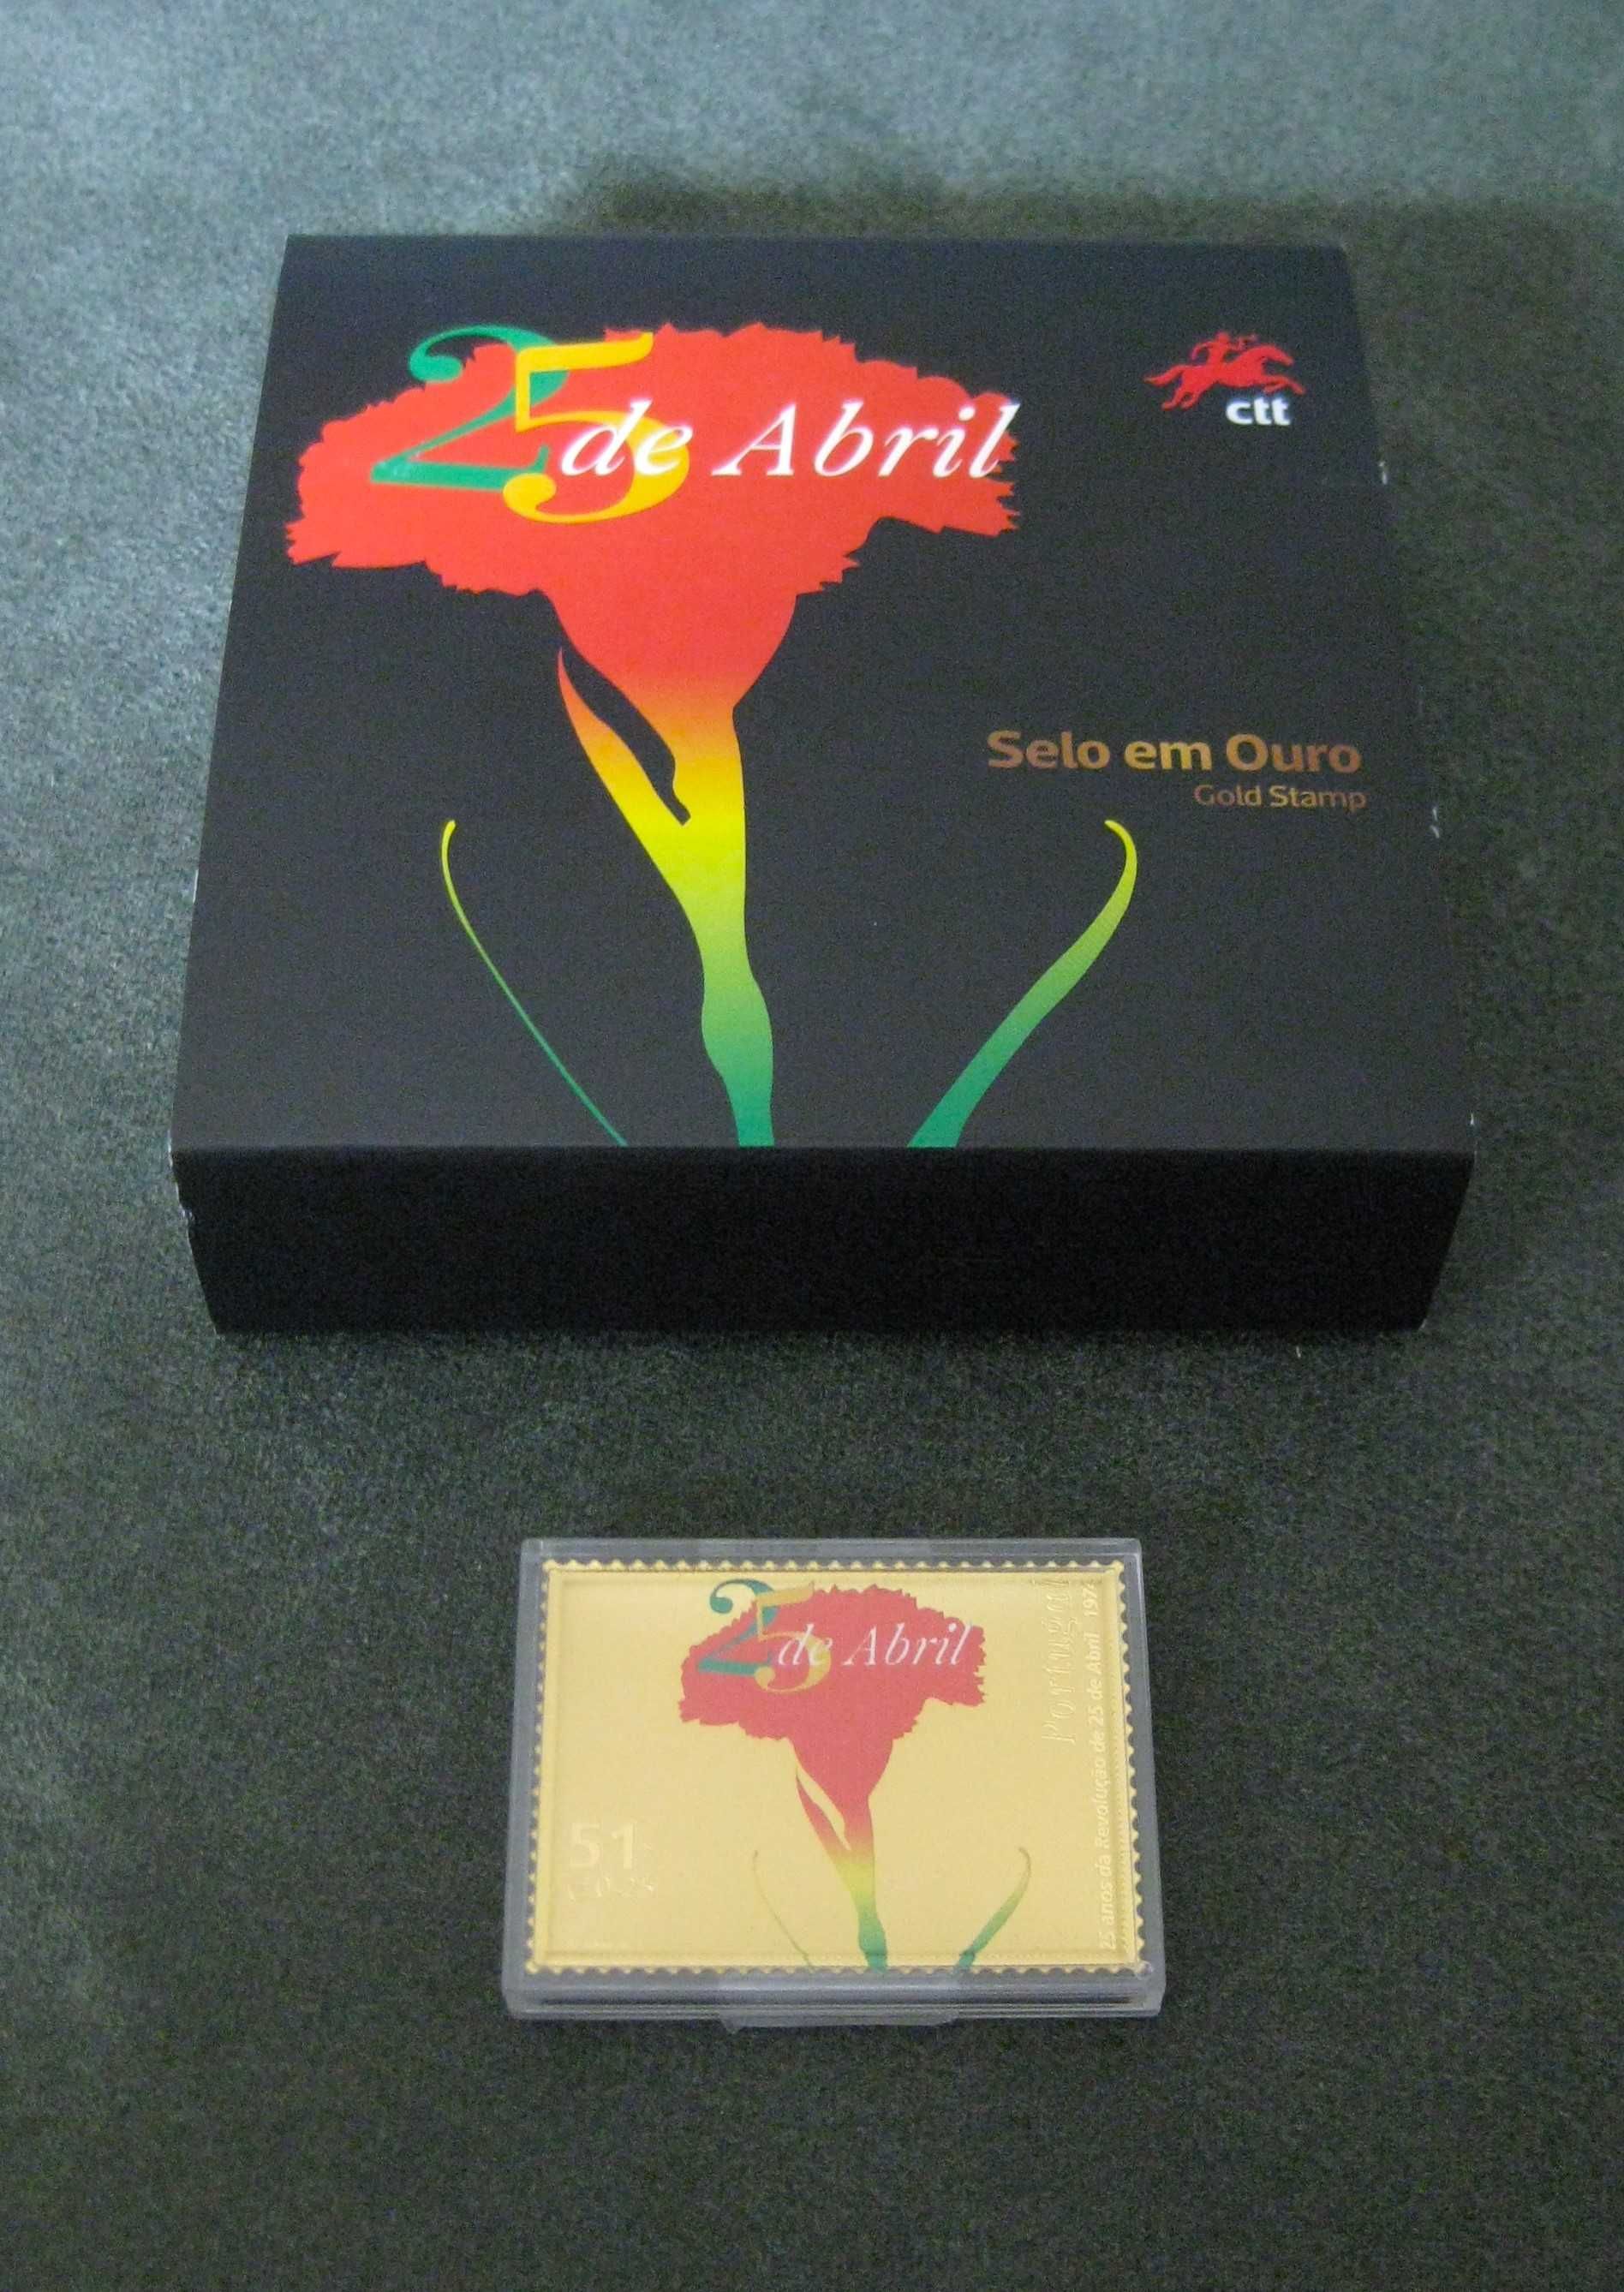 25 de Abril
ctt
Selo em Ouro
Gold Stamp
25 de Abril
Portugal
25 anos da Revolução de 25 de Abril 1974
51